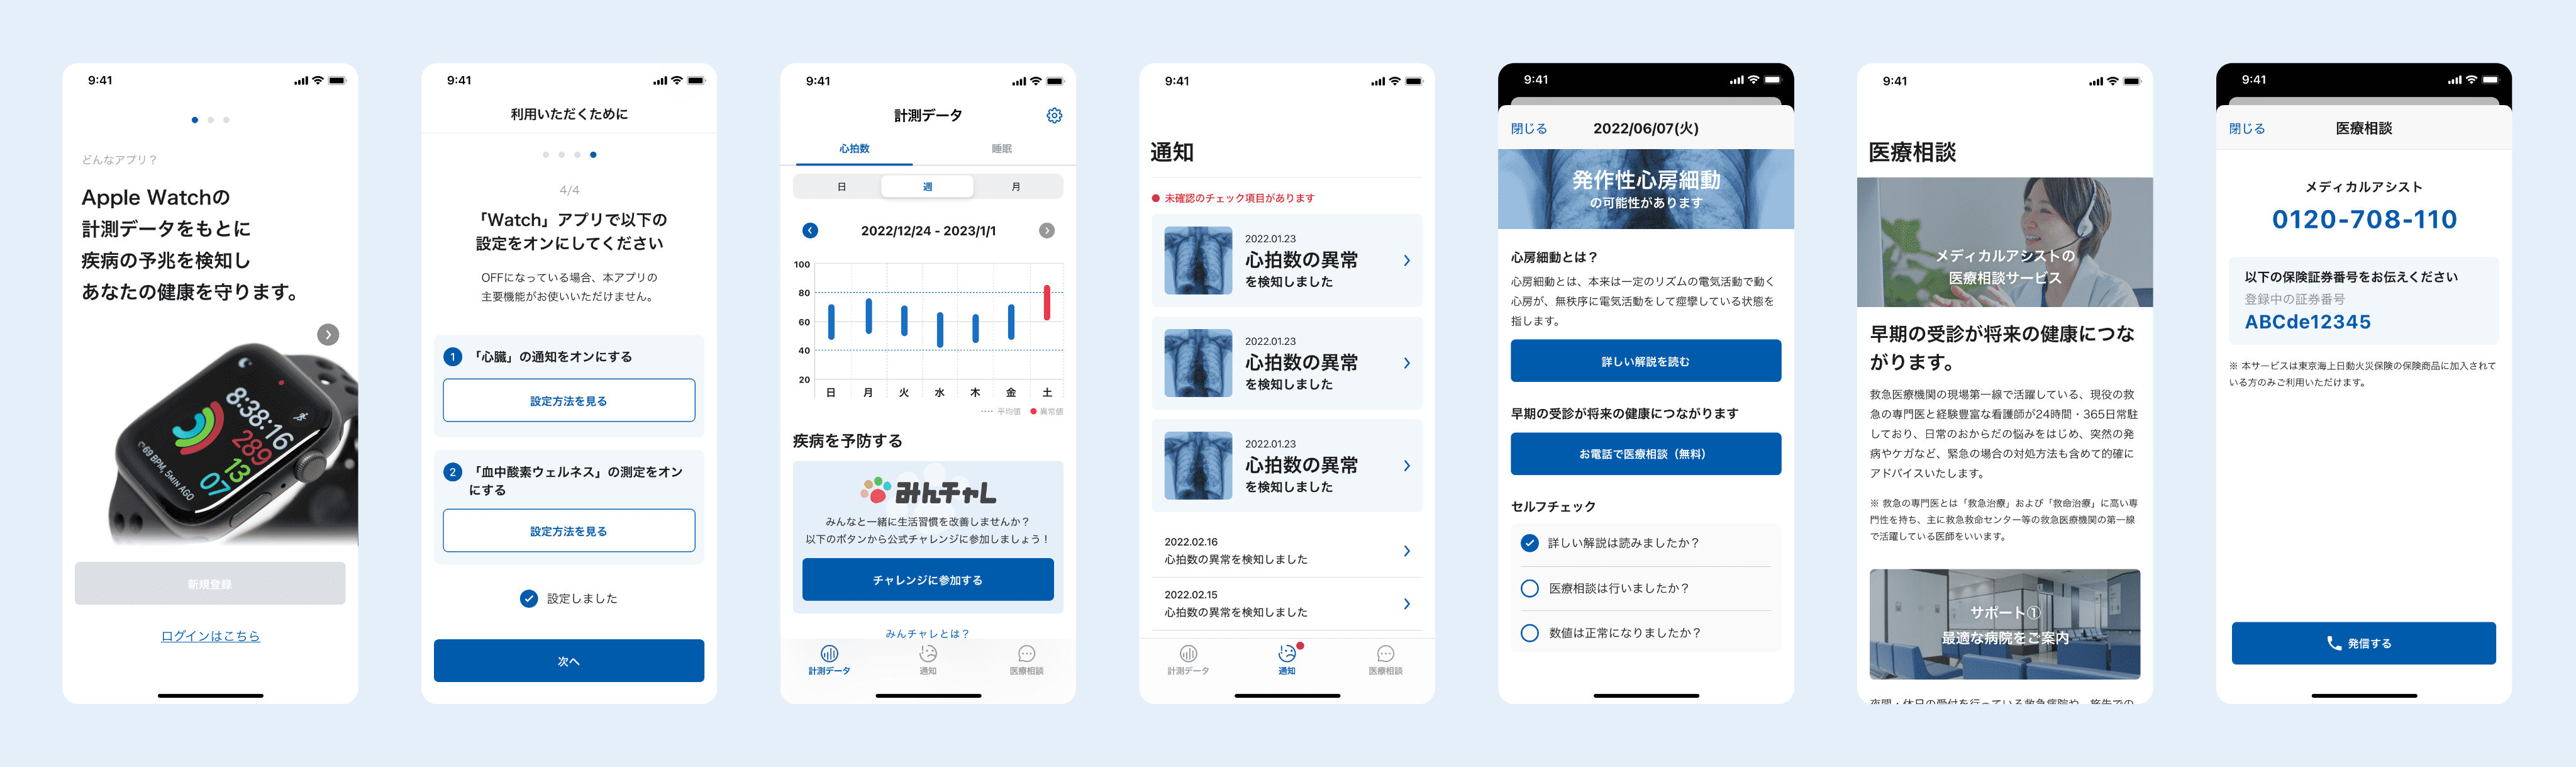 9:41
どんなアプリ？
Apple Watchの
計測データをもとに
疾病の予兆を検知し
あなたの健康を守ります。
8:38:16
289
13
07
69 BPM, 5MIN AGO
新規登録
ログインはこちら
9:41
利用いただくために
4/4
「Watch」アプリで以下の
設定をオンにしてください
OFFになっている場合、本アプリの
主要機能がお使いいただけません。
1 「心臓」の通知をオンにする
設定方法を見る
2 「血中酸素ウェルネス」の測定をオン
にする
設定方法を見る
設定しました
次へ
9:41
計測データ
心拍数 睡眠
日 週 月
2022/12/24 - 2023/1/1
100
80
60
40
20
日 月 火 水 木 金 土
平均値 異常値
疾病を予防する
みんチャレ
みんなと一緒に生活習慣を改善しませんか？
以下のボタンから公式チャレンジに参加しましょう！
チャレンジに参加する
みんチャレとは？
計測データ 通知 医療相談
9:41
通知
未確認のチェック項目があります
2022.01.23
心拍数の異常
を検知しました
2022.01.23
心拍数の異常
を検知しました
2022.01.23
心拍数の異常
を検知しました
2022.02.16
心拍数の異常を検知しました
2022.02.15
心拍数の異常を検知しました
計測データ 通知 医療相談
9:41
閉じる 2022/06/07(火)
発作性心房細動
の可能性があります
心房細動とは？
心房細動とは、本来は一定のリズムの電気活動で動く
心房が、無秩序に電気活動をして痙攣している状態を
指します。
詳しい解説を読む
早期の受診が将来の健康につながります
お電話で医療相談（無料）
セルフチェック
詳しい解説は読みましたか？
医療相談は行いましたか？
数値は正常になりましたか？
9:41
医療相談
メディカルアシストの
医療相談サービス
早期の受診が将来の健康につな
がります。
救急医療機関の現場第一線で活躍している、現役の救
急の専門医と経験豊富な看護師が24時間・365日常駐
しており、日常のおからだの悩みをはじめ、突然の発
病やケガなど、緊急の場合の対処方法も含めて的確に
アドバイスいたします。
※ 救急の専門医とは「救急治療」および「救命治療」に高い専
門性を持ち、主に救急救命センター等の救急医療機関の第一線
で活躍している医師をいいます。
サポート①
最適な病院をご案内
夜間・休日の受付を行っている救急病院や、旅先での
9:41
閉じる 医療相談
メディカルアシスト
0120-708-110
以下の保険証券番号をお伝えください
登録中の証券番号
ABCde12345
※ 本サービスは東京海上日動火災保険の保険商品に加入されて
いる方のみご利用いただけます。
発信する